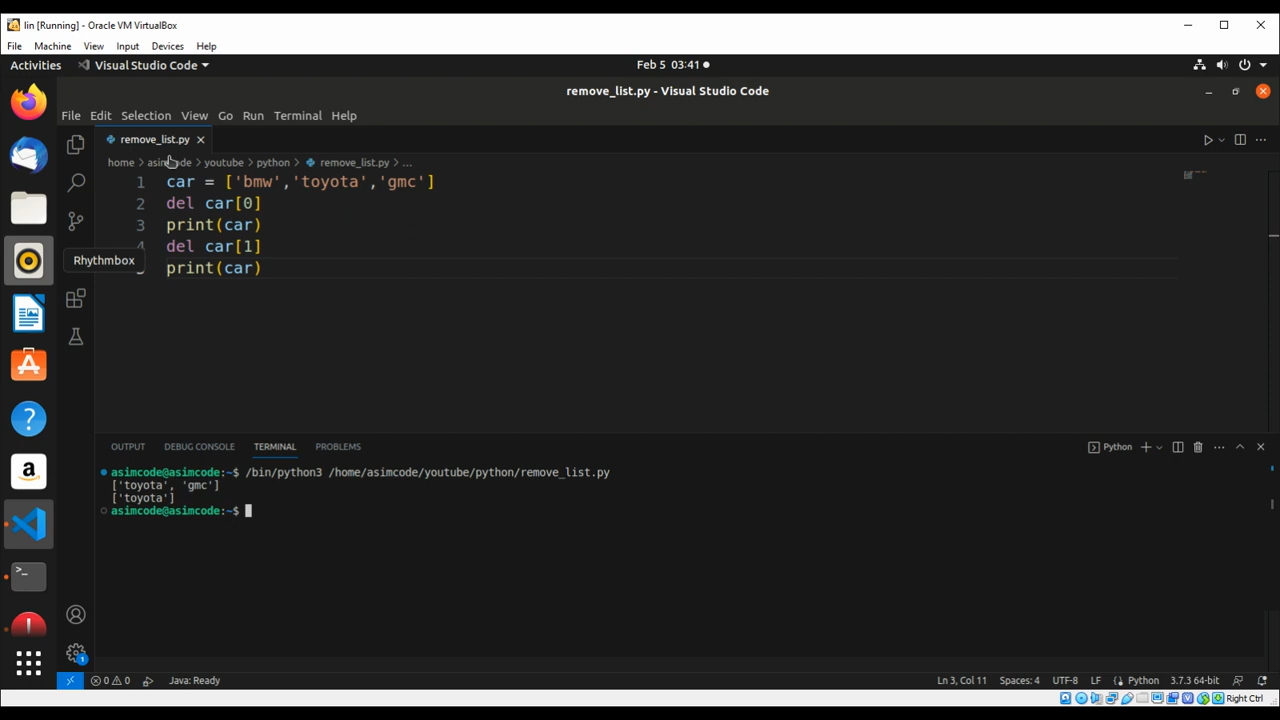 lin [Running] - Oracle VM VirtualBox
File Machine View Input Devices Help
Activities Visual Studio Code Feb 5 03:41
remove_list.py - Visual Studio Code
File Edit Selection View Go Run Terminal Help
remove_list.py
home > asimcode > youtube > python > remove_list.py > ...
1 car = ['bmw','toyota','gmc']
2 del car[0]
3 print(car)
4 del car[1]
print(car)
Rhythmbox
OUTPUT DEBUG CONSOLE TERMINAL PROBLEMS
Python
asimcode@asimcode:~$ /bin/python3 /home/asimcode/youtube/python/remove_list.py
['toyota', 'gmc']
['toyota']
asimcode@asimcode:~$
0 0 Java: Ready Ln 3, Col 11 Spaces: 4 UTF-8 LF Python 3.7.3 64-bit
Right Ctrl